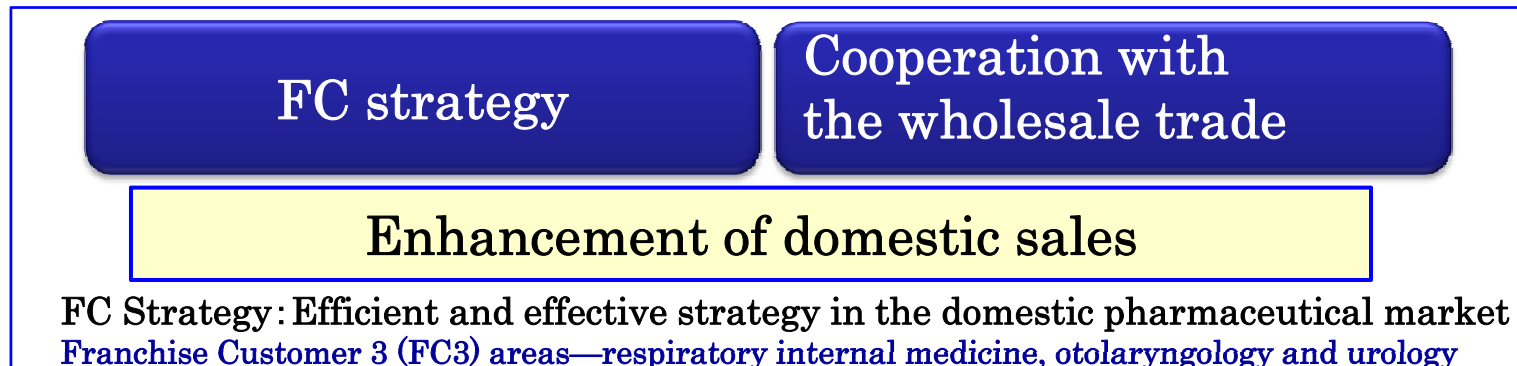 FC strategy
Cooperation with
the wholesale trade
Enhancement of domestic sales
FC Strategy：Efficient and effective strategy in the domestic pharmaceutical market
Franchise Customer 3 (FC3) areas—respiratory internal medicine, otolaryngology and urology